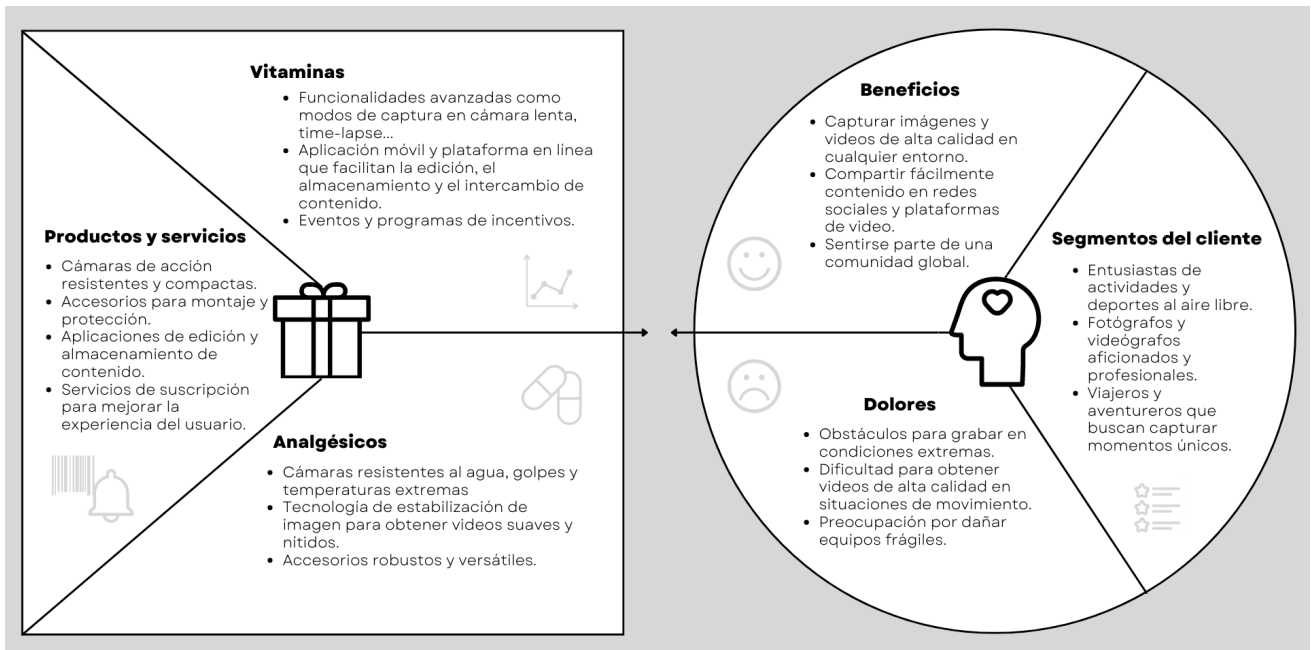 Vitaminas
• Funcionalidades avanzadas como
modos de captura en cámara lenta,
time-lapse...
• Aplicación móvil y plataforma en línea
que facilitan la edición, el
almacenamiento y el intercambio de
contenido.
• Eventos y programas de incentivos.
Productos y servicios
• Cámaras de acción
resistentes y compactas.
• Accesorios para montaje y
protección.
• Aplicaciones de edición y
almacenamiento de
contenido.
• Servicios de suscripción
para mejorar la
experiencia del usuario.
Analgésicos
• Cámaras resistentes al agua, golpes y
temperaturas extremas
• Tecnología de estabilización de
imagen para obtener videos suaves y
nítidos.
• Accesorios robustos y versátiles.
Beneficios
• Capturar imágenes y
videos de alta calidad en
cualquier entorno.
• Compartir fácilmente
contenido en redes
sociales y plataformas
de video.
• Sentirse parte de una
comunidad global.
Segmentos del cliente
• Entusiastas de
actividades y
deportes al aire libre.
• Fotógrafos y
videógrafos
aficionados y
profesionales.
• Viajeros y
aventureros que
buscan capturar
momentos únicos.
Dolores
• Obstáculos para grabar en
condiciones extremas.
• Dificultad para obtener
videos de alta calidad en
situaciones de movimiento.
• Preocupación por dañar
equipos frágiles.